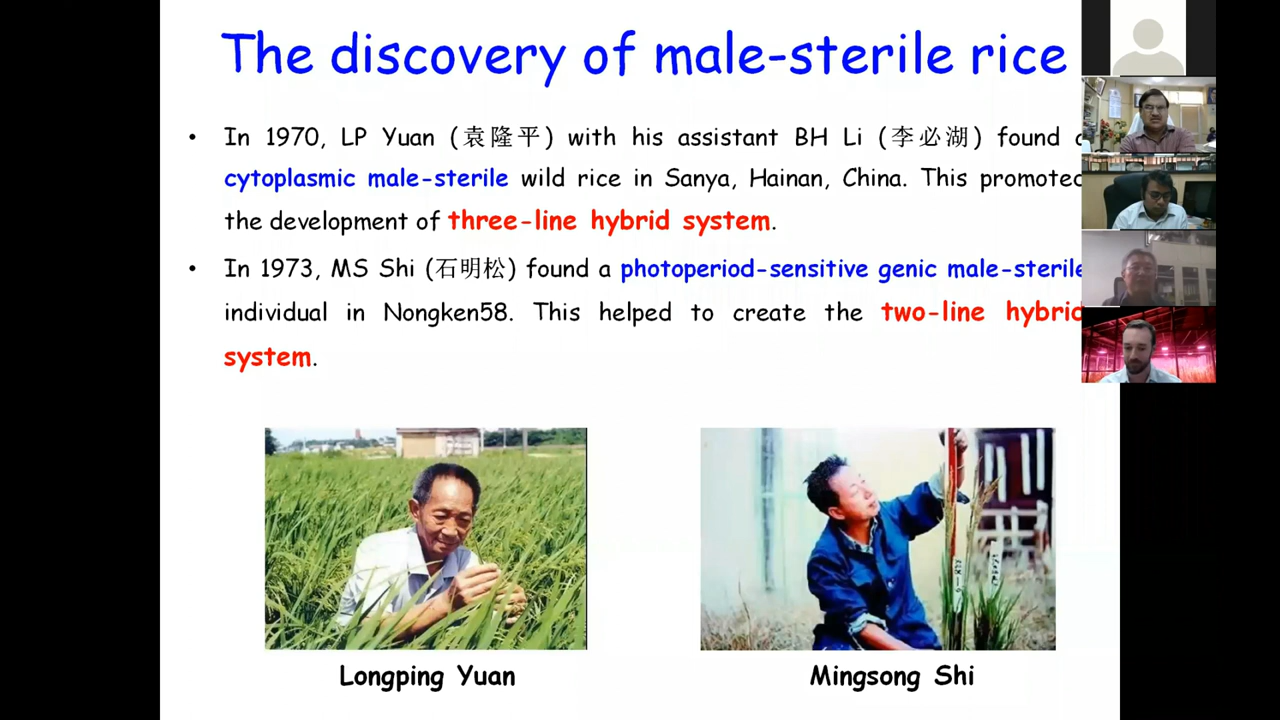 The discovery of male-sterile rice
• In 1970, LP Yuan (袁隆平) with his assistant BH Li (李必湖) found
cytoplasmic male-sterile wild rice in Sanya, Hainan, China. This promoted
the development of three-line hybrid system.
• In 1973, MS Shi (石明松) found a photoperiod-sensitive genic male-sterile
individual in Nongken58. This helped to create the two-line hybrid
system.
Longping Yuan
Mingsong Shi